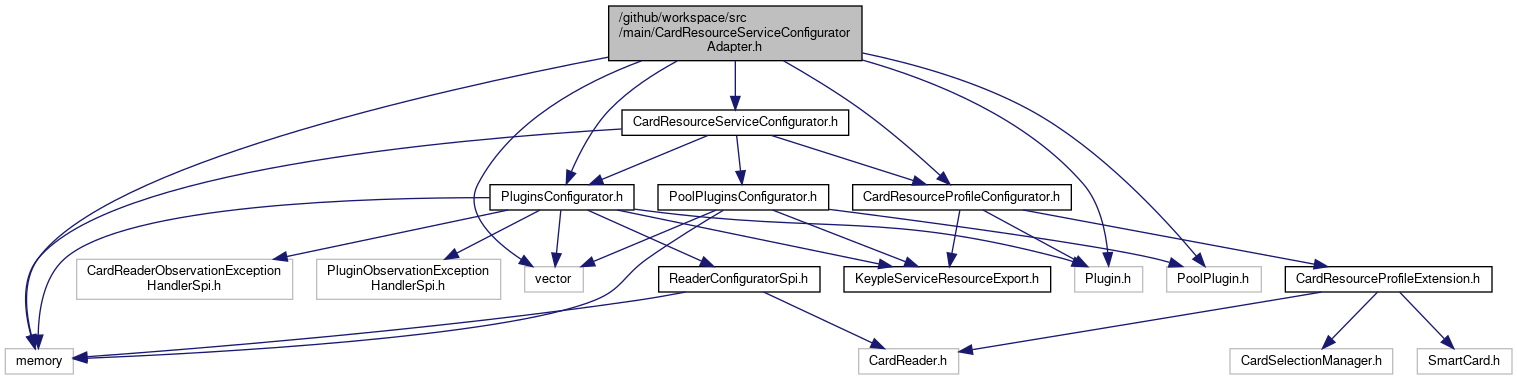 /github/workspace/src
/main/CardResourceServiceConfigurator
Adapter.h
CardResourceServiceConfigurator.h
PluginsConfigurator.h
PoolPluginsConfigurator.h
CardResourceProfileConfigurator.h
CardReaderObservationException
HandlerSpi.h
PluginObservationException
HandlerSpi.h
vector
ReaderConfiguratorSpi.h
KeypleServiceResourceExport.h
Plugin.h
PoolPlugin.h
CardResourceProfileExtension.h
memory
CardReader.h
CardSelectionManager.h
SmartCard.h